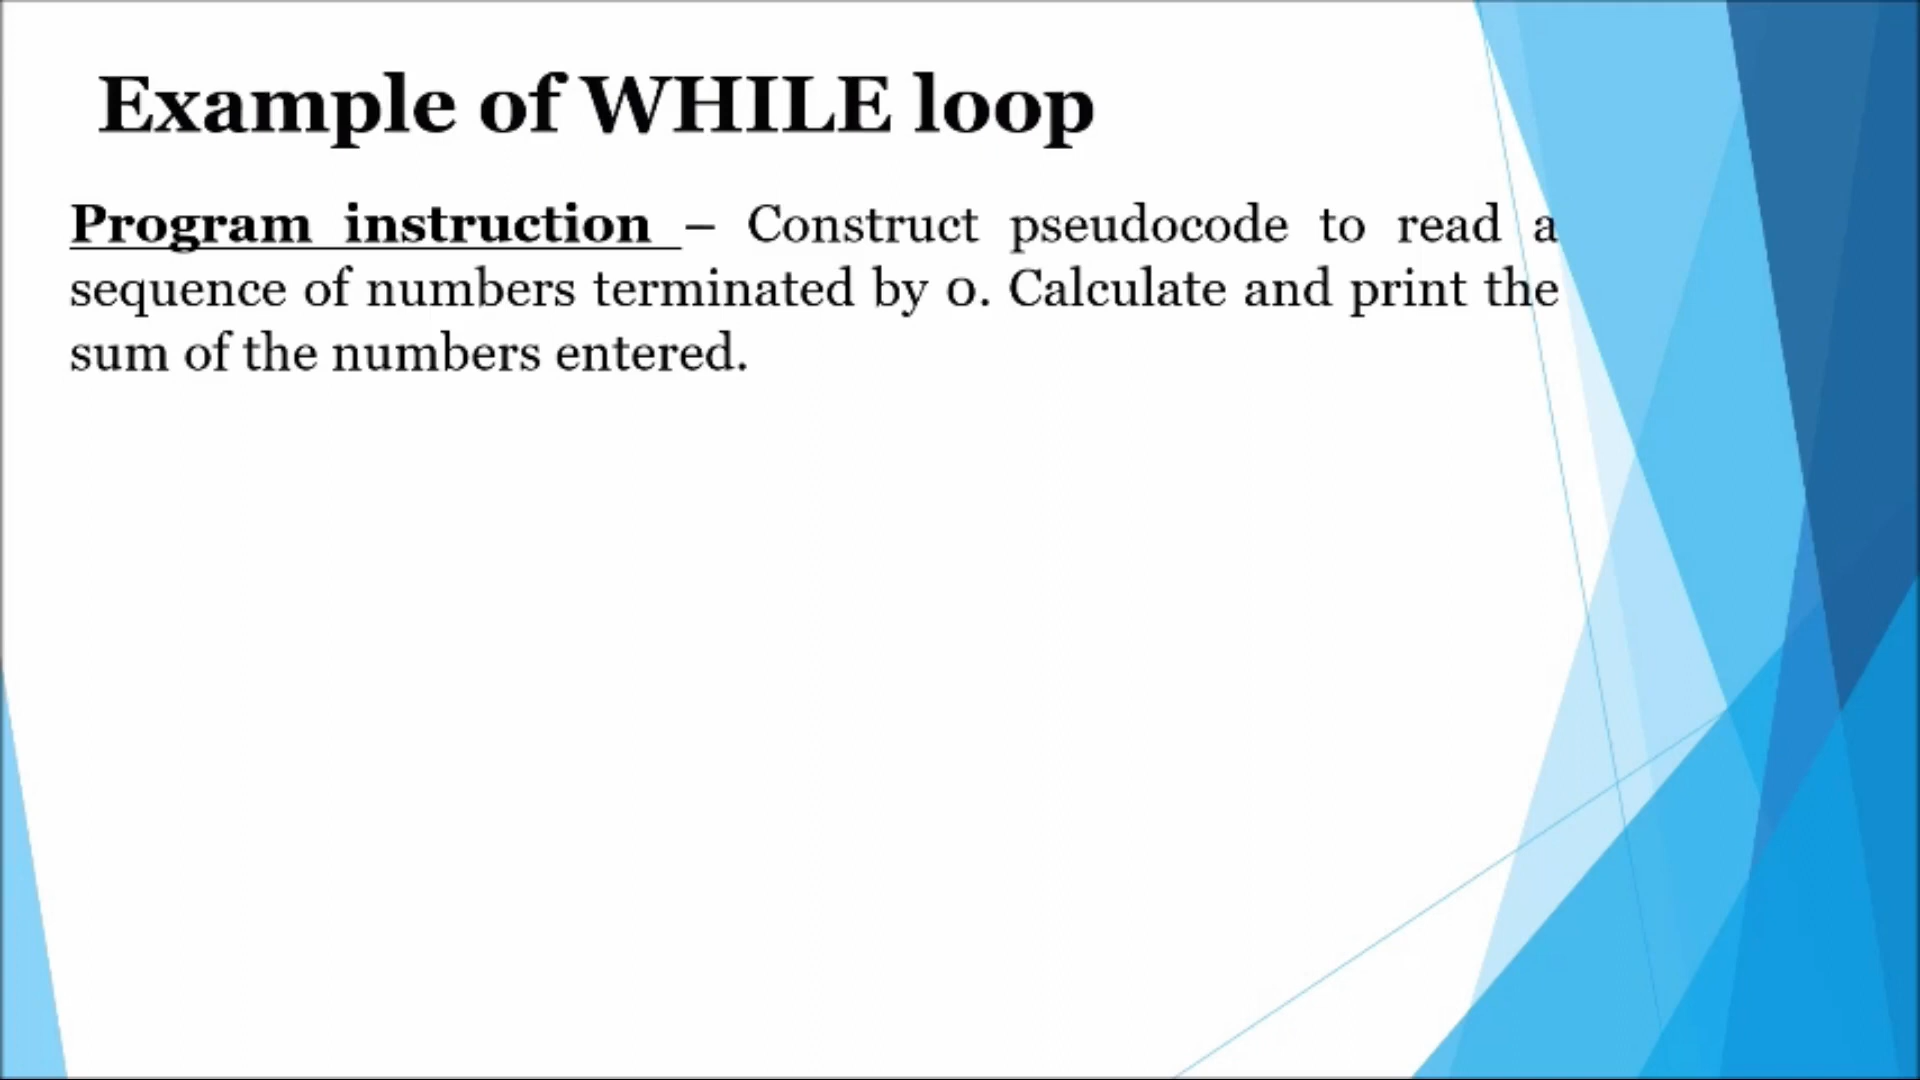 Example of WHILE loop
Program instruction – Construct pseudocode to read a
sequence of numbers terminated by 0. Calculate and print the
sum of the numbers entered.